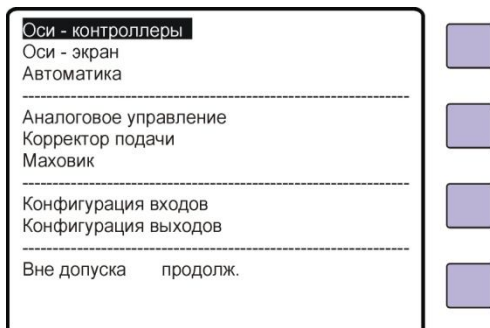 Оси - контроллеры
Оси - экран
Автоматика
Аналоговое управление
Корректор подачи
Маховик
Конфигурация входов
Конфигурация выходов
Вне допуска продолж.